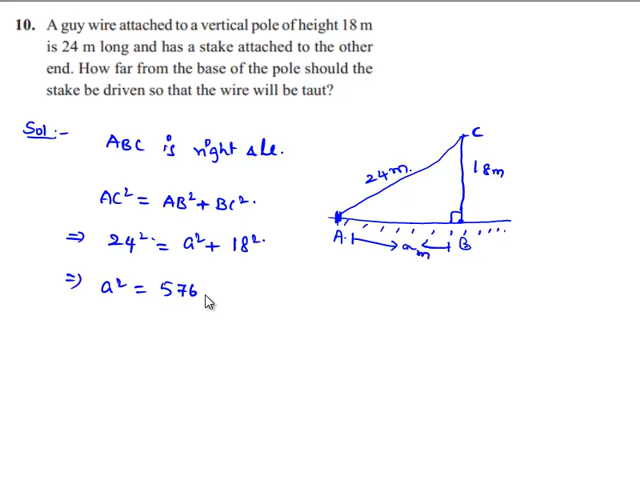 10. A guy wire attached to a vertical pole of height 18 m
is 24 m long and has a stake attached to the other
end. How far from the base of the pole should the
stake be driven so that the wire will be taut?
Sol:-
ABC is right Δle.
AC² = AB² + BC².
⇒ 24² = a² + 18².
⇒ a² = 576
C
24m.
18m
A
a m
B